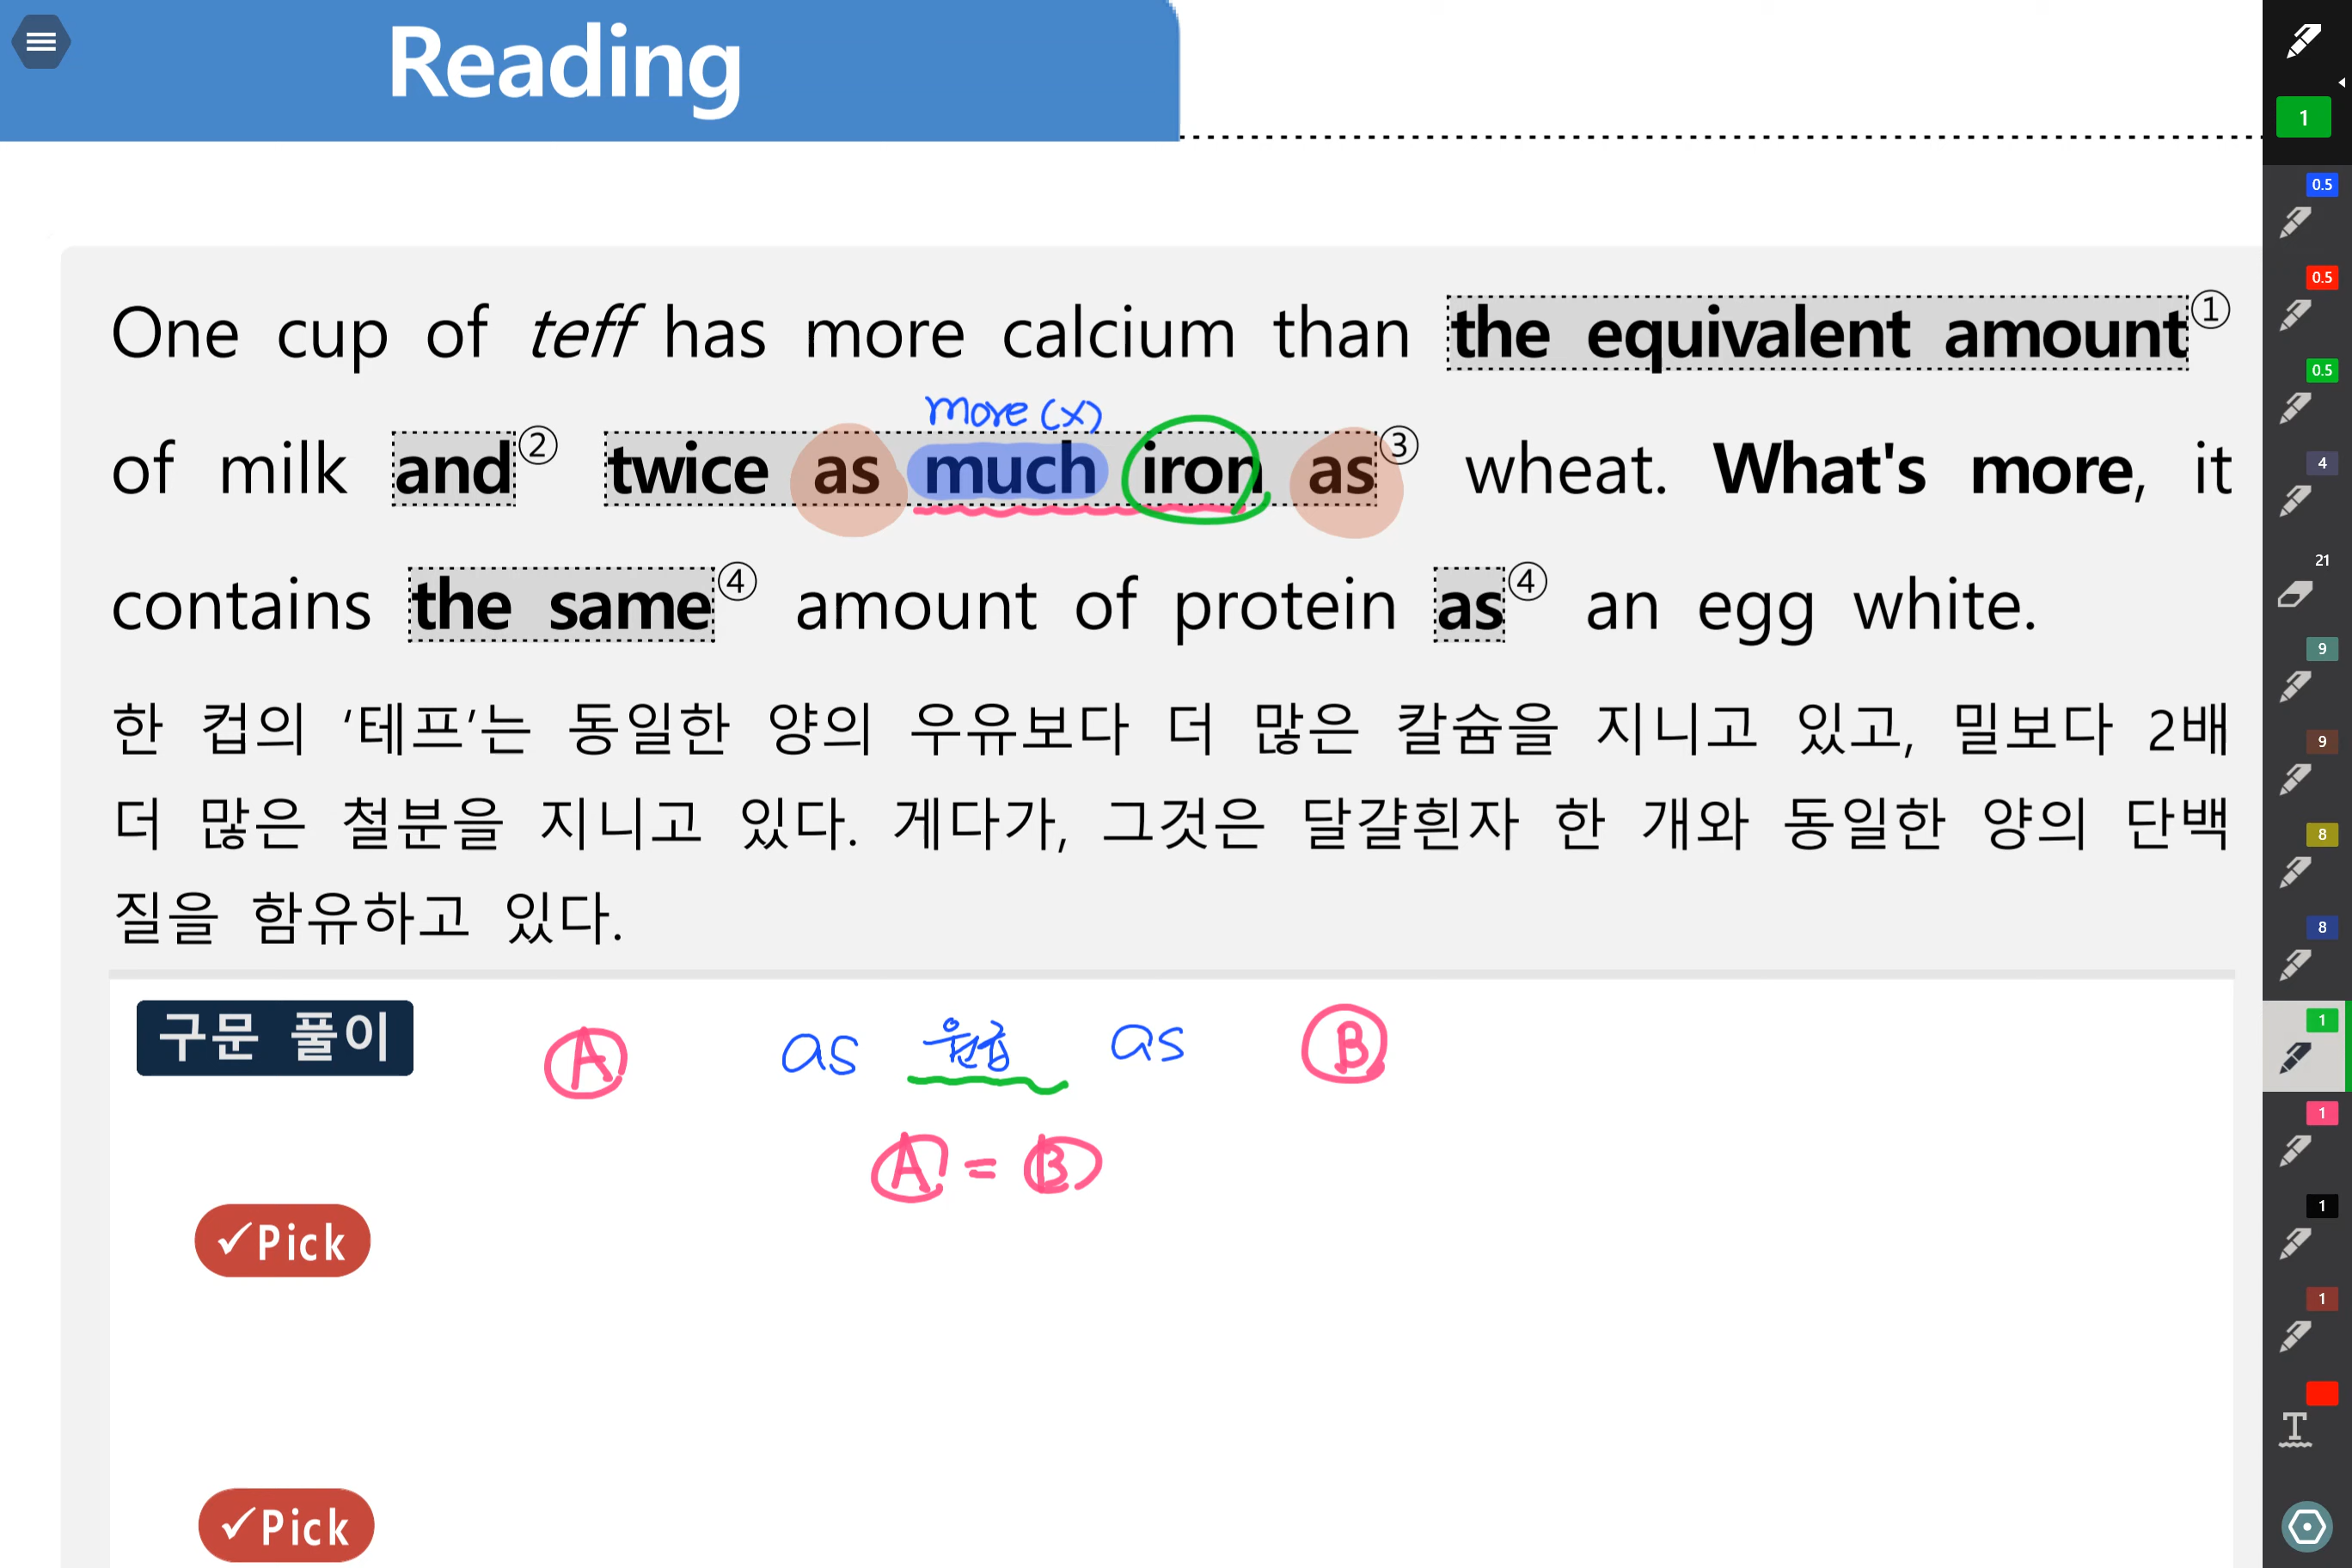 Reading
One cup of teff has more calcium than the equivalent amount①
more (×)
of milk and② twice as much iron as③ wheat. What's more, it
contains the same④ amount of protein as④ an egg white.
한 컵의 ‘테프’는 동일한 양의 우유보다 더 많은 칼슘을 지니고 있고, 밀보다 2배
더 많은 철분을 지니고 있다. 게다가, 그것은 달걀흰자 한 개와 동일한 양의 단백
질을 함유하고 있다.
구문 풀이
A as 원급 as B
A = B
✓Pick
✓Pick
1
0.5
0.5
0.5
4
21
9
9
8
8
1
1
1
1
T